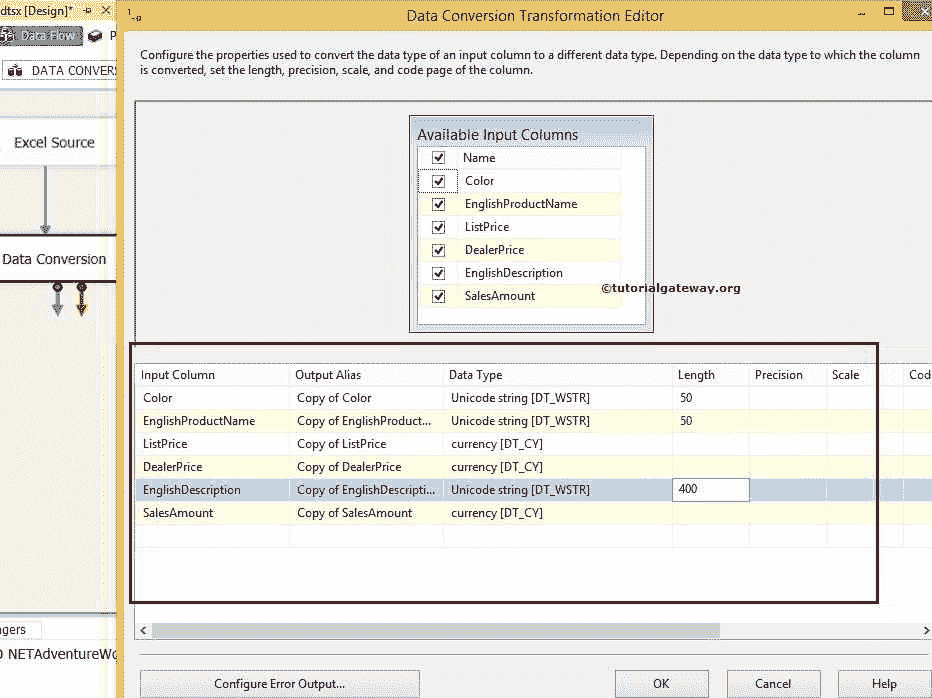 dtsx [Design]*
Data Conversion Transformation Editor
Data Flow
P
DATA CONVERS
Configure the properties used to convert the data type of an input column to a different data type. Depending on the data type to which the column
is converted, set the length, precision, scale, and code page of the column.
Excel Source
Data Conversion
Available Input Columns
Name
Color
EnglishProductName
ListPrice
DealerPrice
EnglishDescription
SalesAmount
©tutorialgateway.org
Input Column Output Alias Data Type Length Precision Scale Cod
Color Copy of Color Unicode string [DT_WSTR] 50
EnglishProductName Copy of EnglishProduct... Unicode string [DT_WSTR] 50
ListPrice Copy of ListPrice currency [DT_CY]
DealerPrice Copy of DealerPrice currency [DT_CY]
EnglishDescription Copy of EnglishDescripti... Unicode string [DT_WSTR] 400
SalesAmount Copy of SalesAmount currency [DT_CY]
agers
NETAdventureWo
Configure Error Output... OK Cancel Help